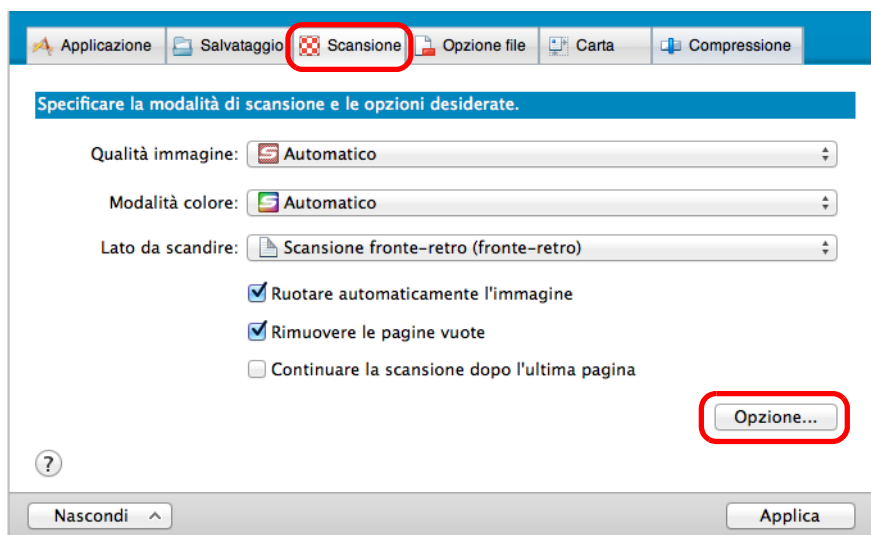 Applicazione Salvataggio Scansione Opzione file Carta Compressione
Specificare la modalità di scansione e le opzioni desiderate.
Qualità immagine: Automatico
Modalità colore: Automatico
Lato da scandire: Scansione fronte-retro (fronte-retro)
Ruotare automaticamente l'immagine
Rimuovere le pagine vuote
Continuare la scansione dopo l'ultima pagina
Opzione...
?
Nascondi Applica